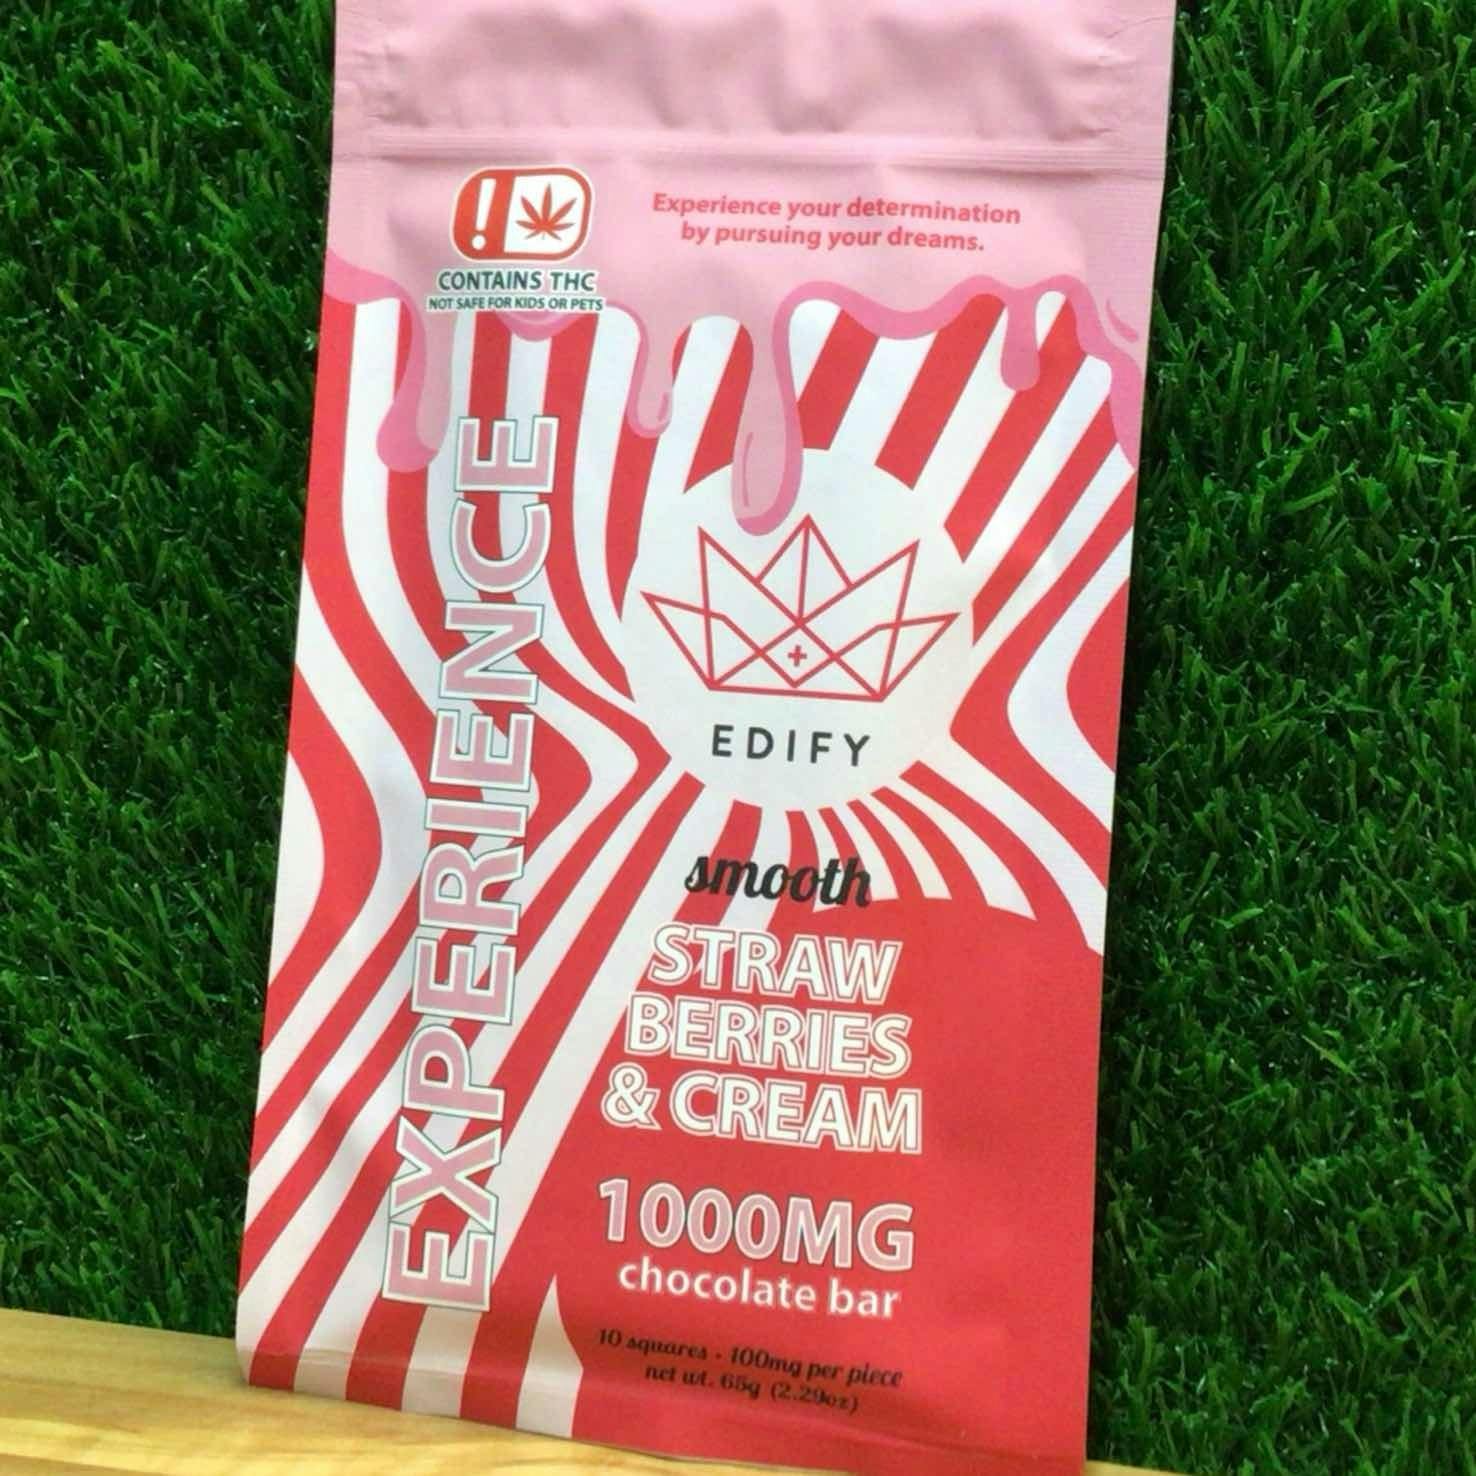 Experience your determination
by pursuing your dreams.
CONTAINS THC
NOT SAFE FOR KIDS OR PETS
EXPERIENCE
EDIFY
smooth
STRAW
BERRIES
& CREAM
1000MG
chocolate bar
10 squares - 100mg per piece
net wt. 65g (2.29oz)